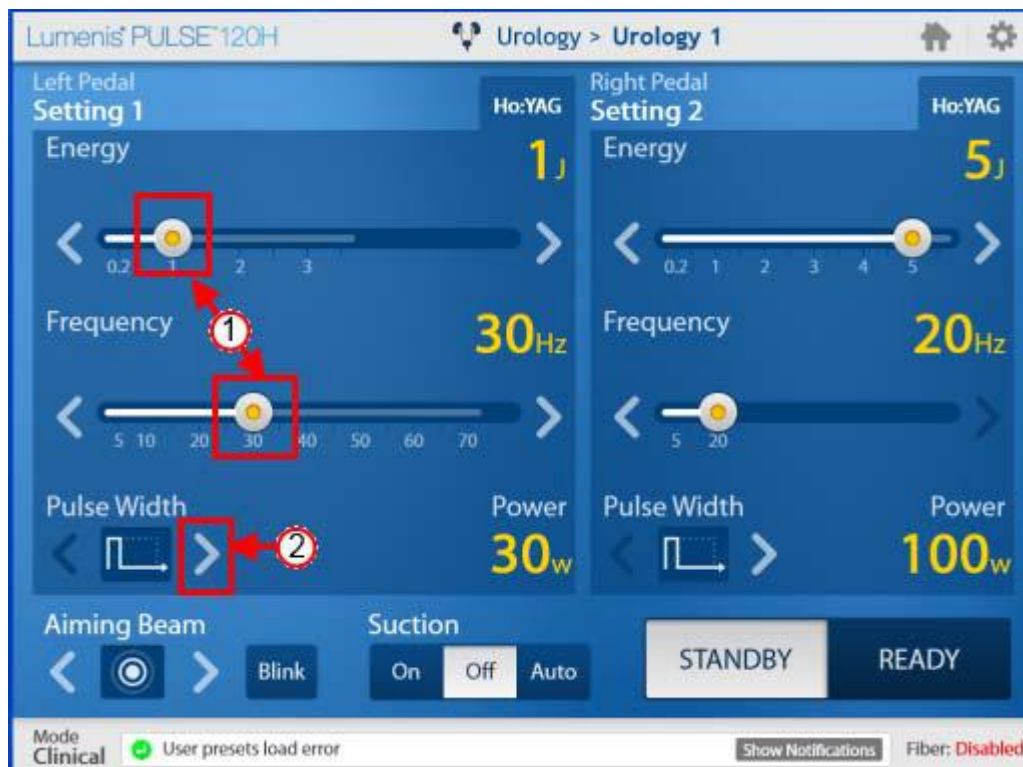 Lumenis® PULSE™ 120H
Urology > Urology 1
Left Pedal
Setting 1
Ho:YAG
Energy
1J
0.2 1 2 3
Frequency
30Hz
5 10 20 30 40 50 60 70
Pulse Width
Power
30W
1
2
Right Pedal
Setting 2
Ho:YAG
Energy
5J
0.2 1 2 3 4 5
Frequency
20Hz
5 20
Pulse Width
Power
100W
Aiming Beam
Blink
Suction
On Off Auto
STANDBY READY
Mode
Clinical
User presets load error
Show Notifications
Fiber: Disabled